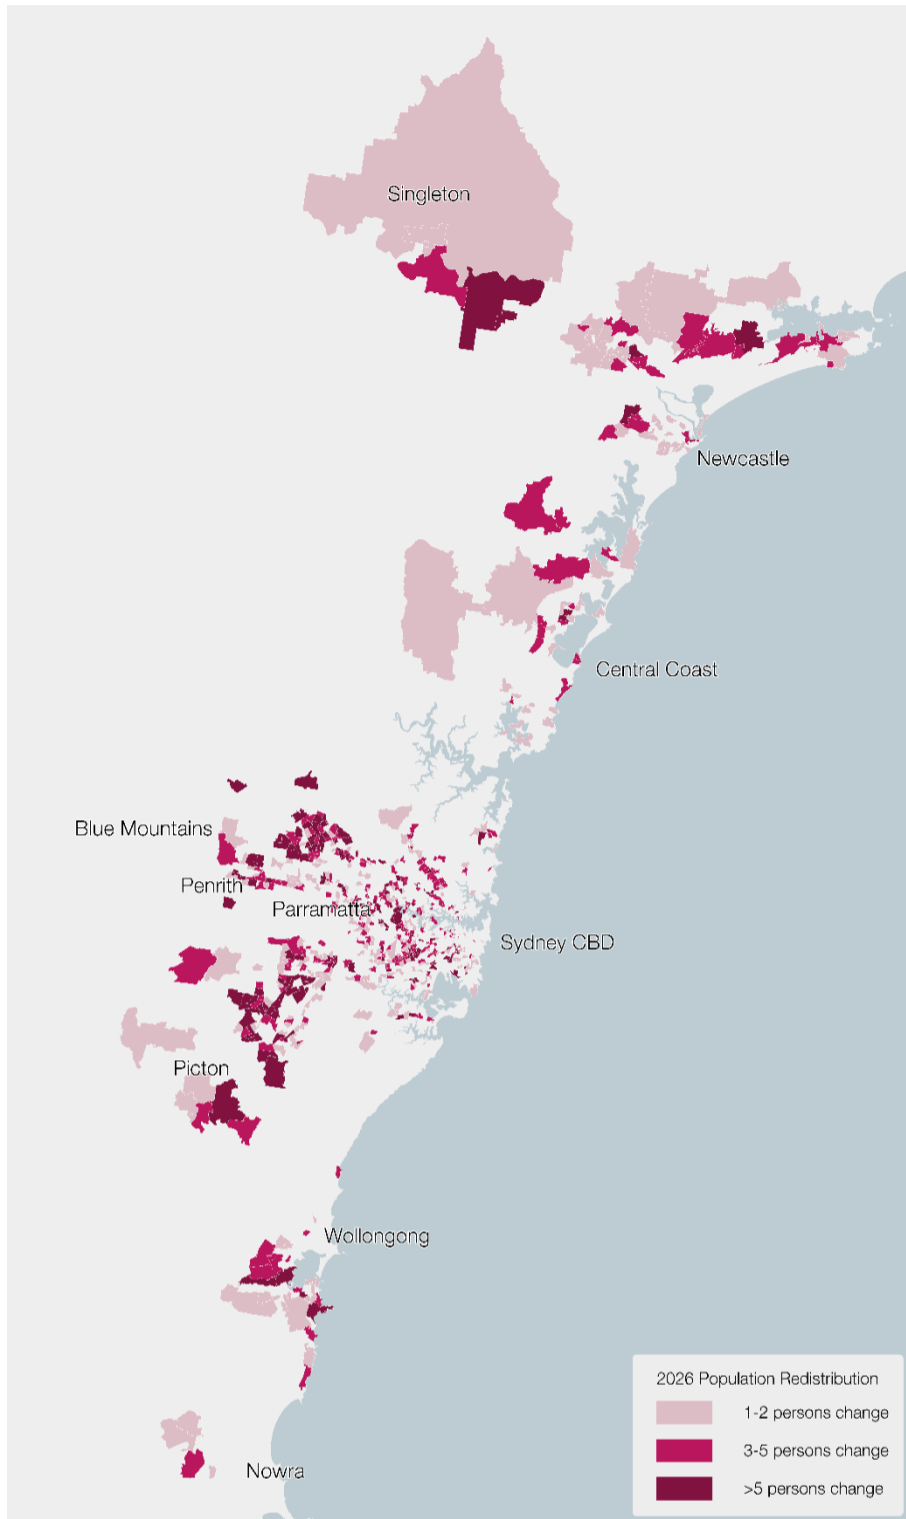 Singleton
Newcastle
Central Coast
Blue Mountains
Penrith
Parramatta
Sydney CBD
Picton
Wollongong
Nowra
2026 Population Redistribution
1-2 persons change
3-5 persons change
>5 persons change